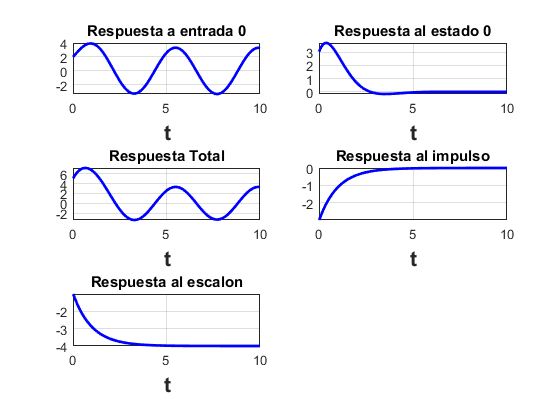 Respuesta a entrada 0
4
2
0
-2
0 5 10
t
Respuesta al estado 0
3
2
1
0
0 5 10
t
Respuesta Total
6
4
2
0
-2
0 5 10
t
Respuesta al impulso
0
-1
-2
0 5 10
t
Respuesta al escalon
-2
-3
-4
0 5 10
t